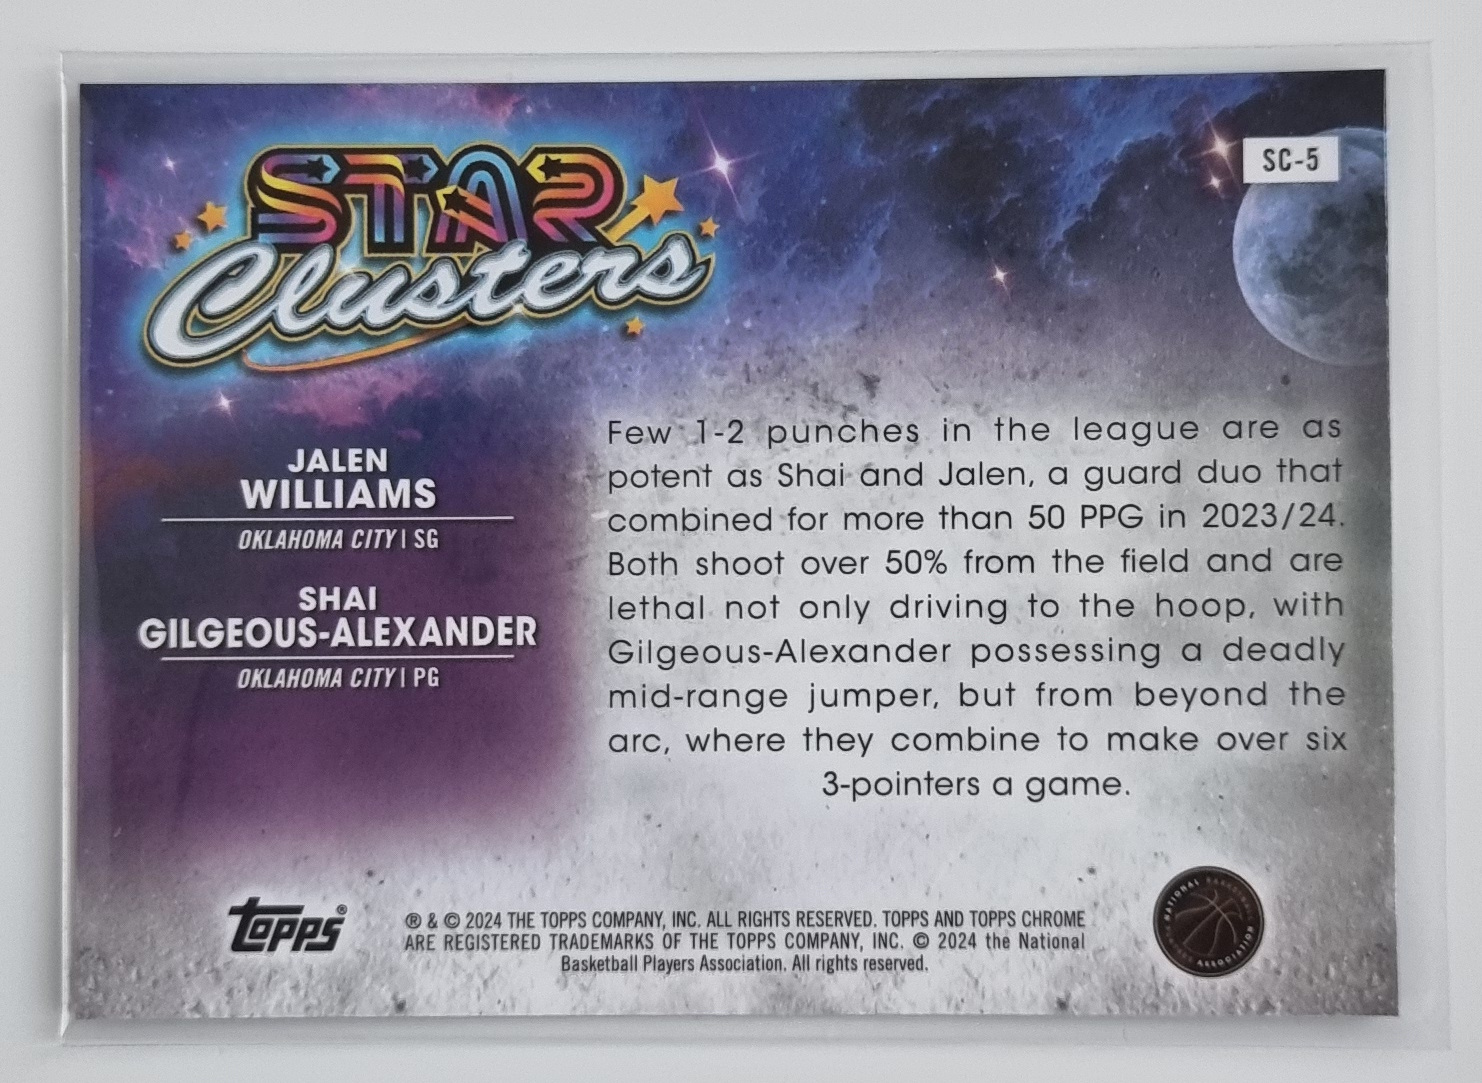 STAR
Clusters
SC-5
JALEN
WILLIAMS
OKLAHOMA CITY | SG
SHAI
GILGEOUS-ALEXANDER
OKLAHOMA CITY | PG
Few 1-2 punches in the league are as
potent as Shai and Jalen, a guard duo that
combined for more than 50 PPG in 2023/24.
Both shoot over 50% from the field and are
lethal not only driving to the hoop, with
Gilgeous-Alexander possessing a deadly
mid-range jumper, but from beyond the
arc, where they combine to make over six
3-pointers a game.
Topps®
® & © 2024 THE TOPPS COMPANY, INC. ALL RIGHTS RESERVED. TOPPS AND TOPPS CHROME
ARE REGISTERED TRADEMARKS OF THE TOPPS COMPANY, INC. © 2024 the National
Basketball Players Association. All rights reserved.
NATIONAL BASKETBALL
PLAYERS ASSOCIATION